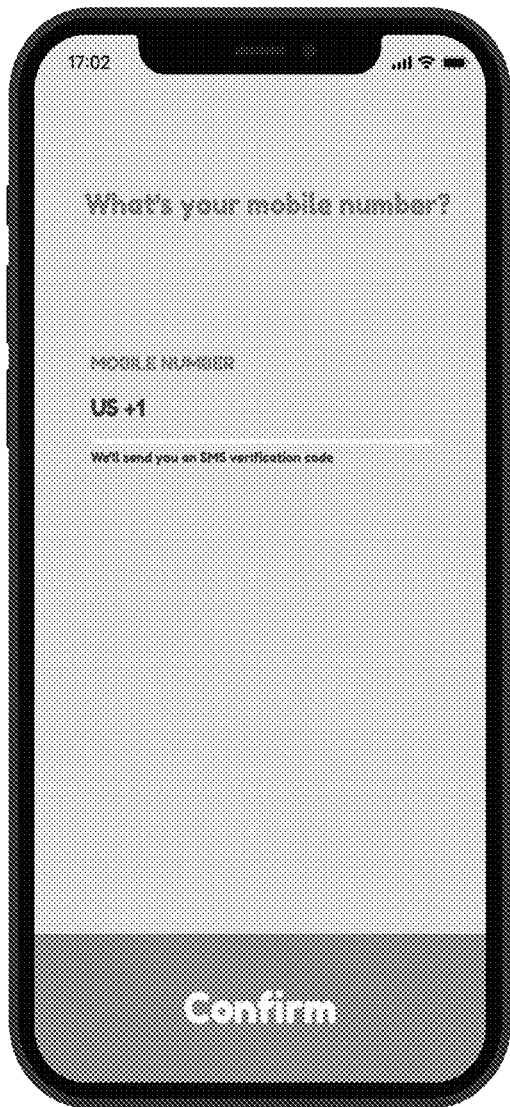 17:02
What's your mobile number?
MOBILE NUMBER
US +1
We'll send you an SMS verification code
Confirm